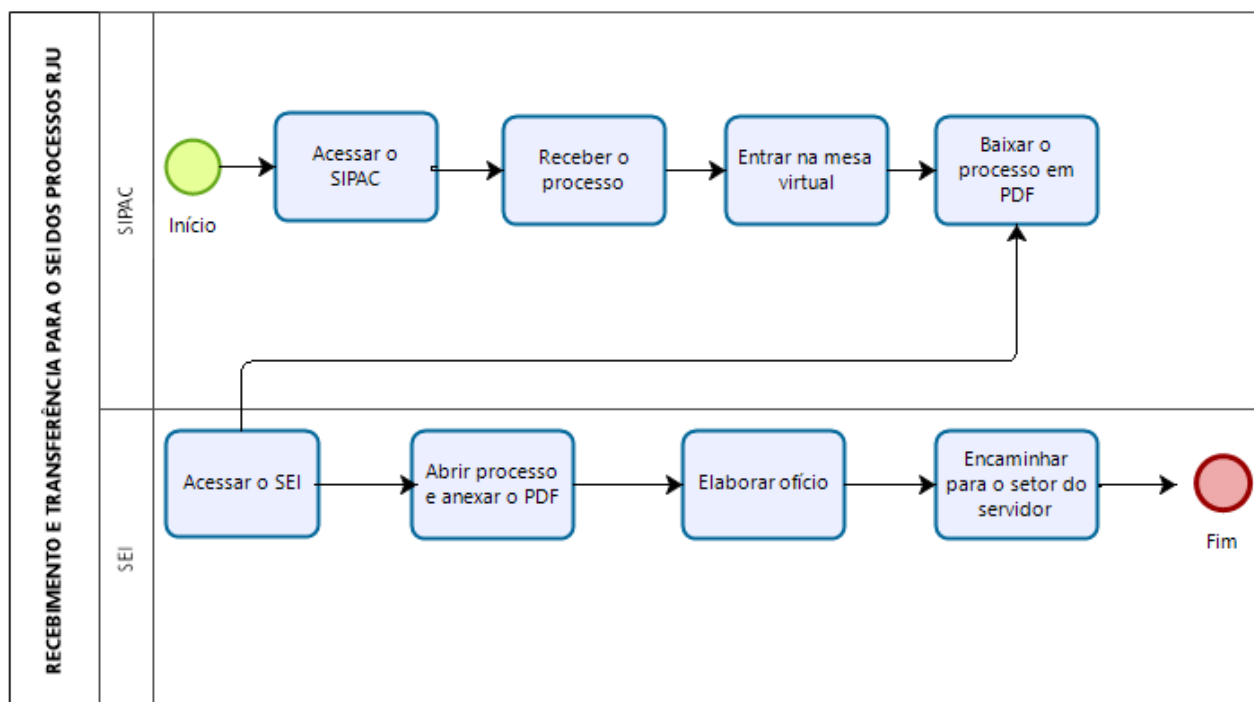 RECEBIMENTO E TRANSFERÊNCIA PARA O SEI DOS PROCESSOS RJU
SIPAC
Início
Acessar o
SIPAC
Receber o
processo
Entrar na mesa
virtual
Baixar o
processo em
PDF
SEI
Acessar o SEI
Abrir processo
e anexar o PDF
Elaborar ofício
Encaminhar
para o setor do
servidor
Fim